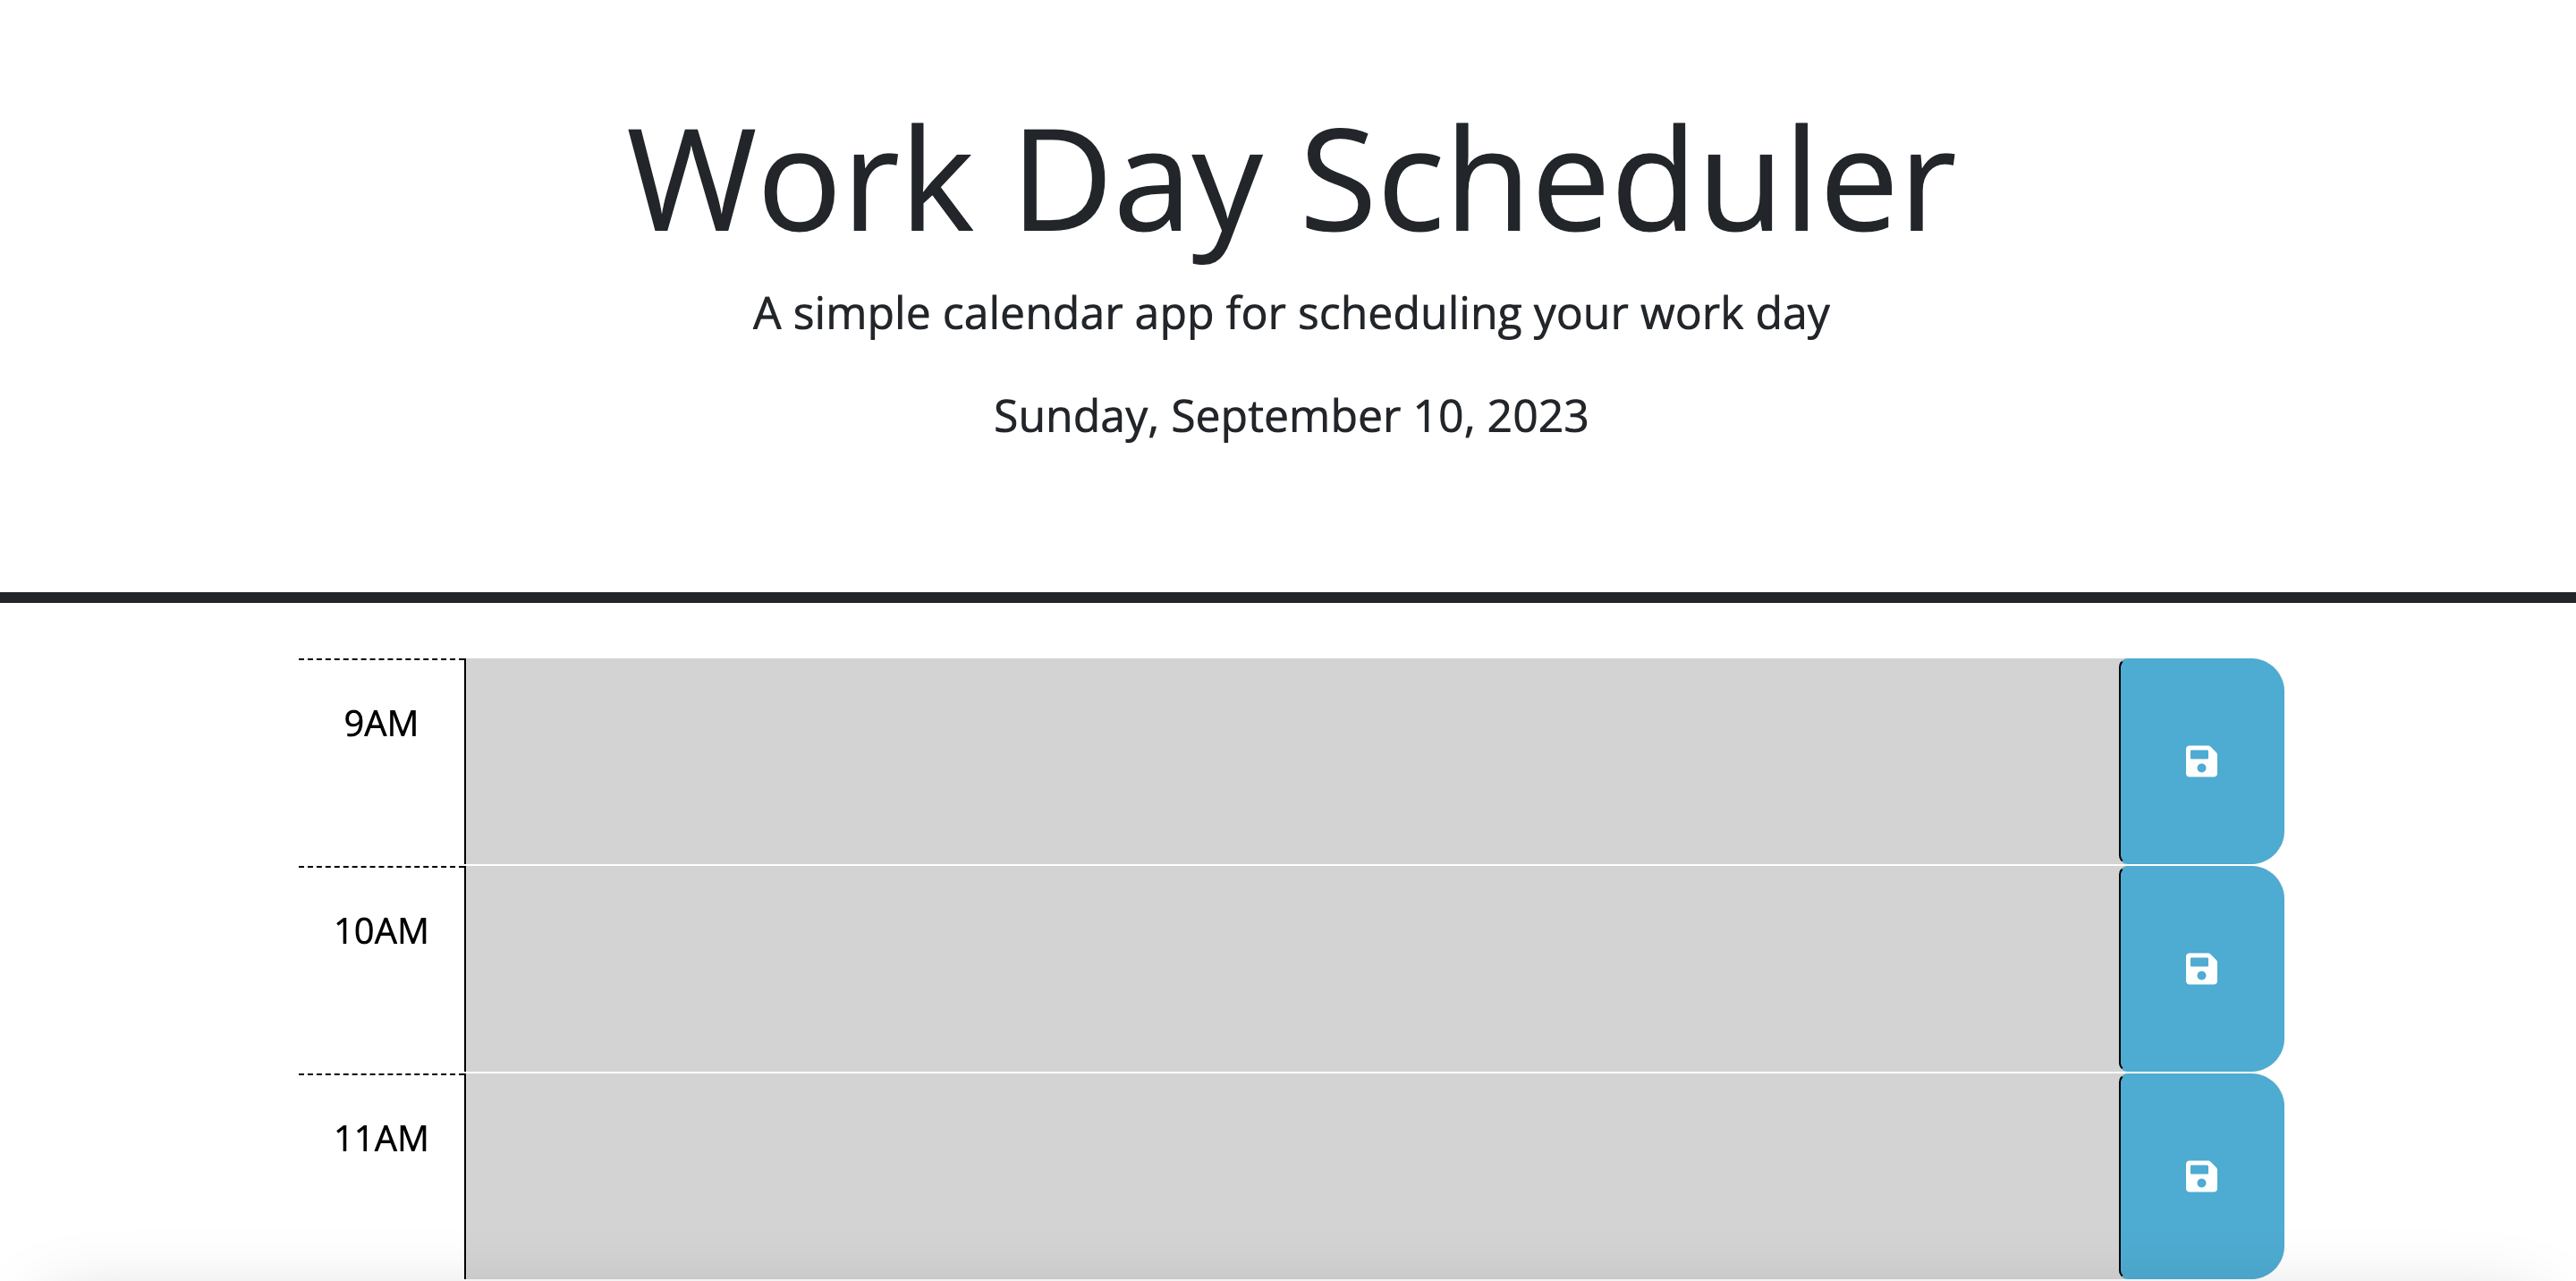 Work Day Scheduler
A simple calendar app for scheduling your work day
Sunday, September 10, 2023
9AM
10AM
11AM